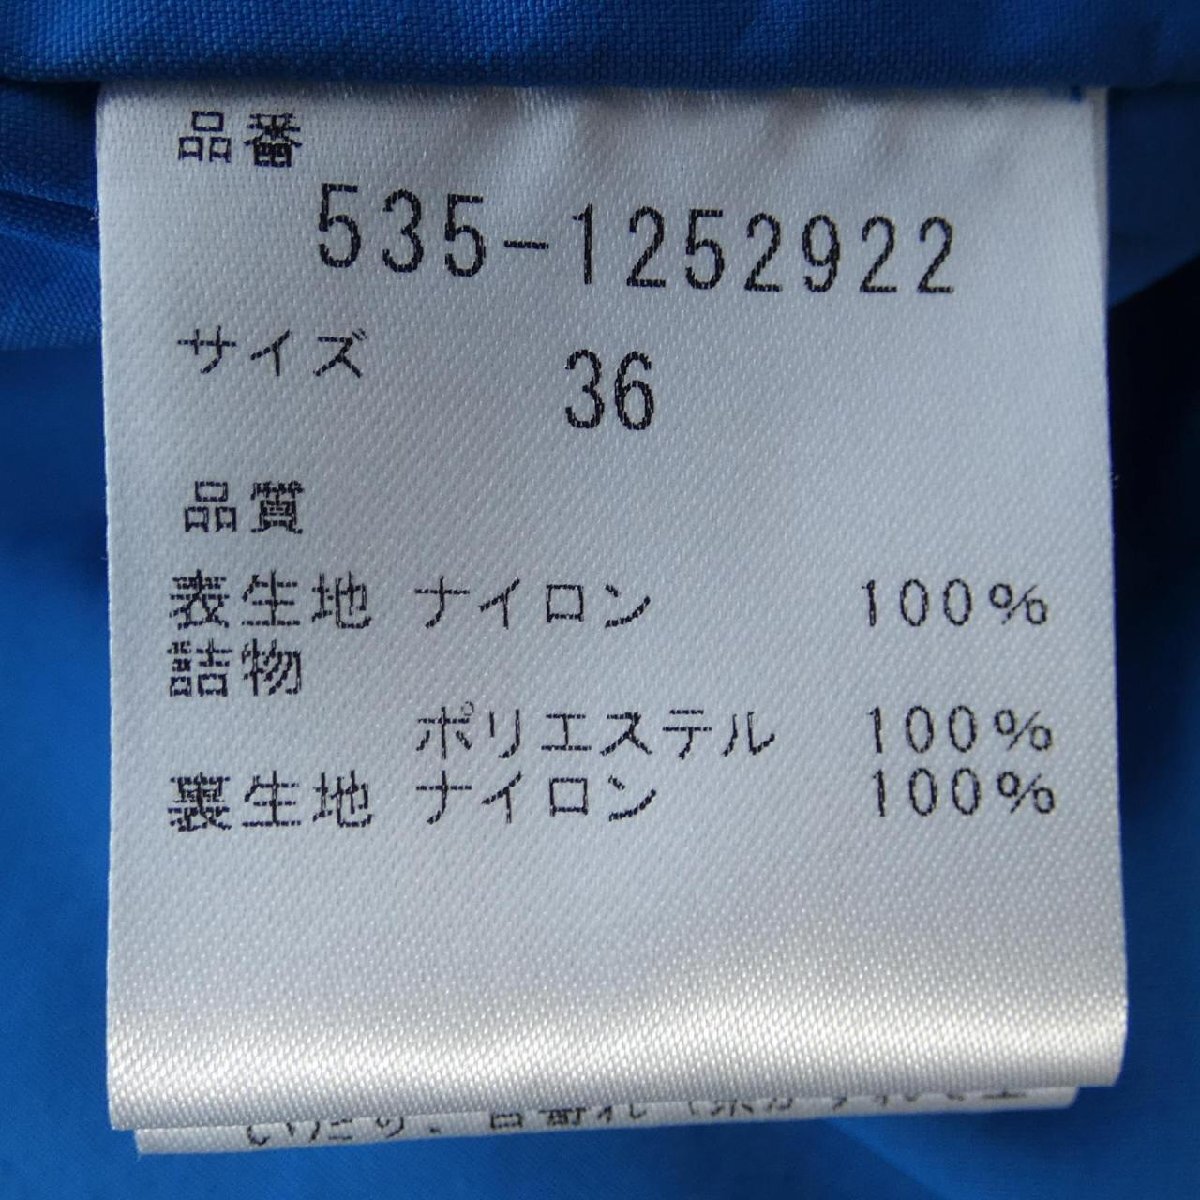 品番
535-1252922
サイズ 36
品質
表生地 ナイロン 100%
詰物
ポリエステル 100%
裏生地 ナイロン 100%